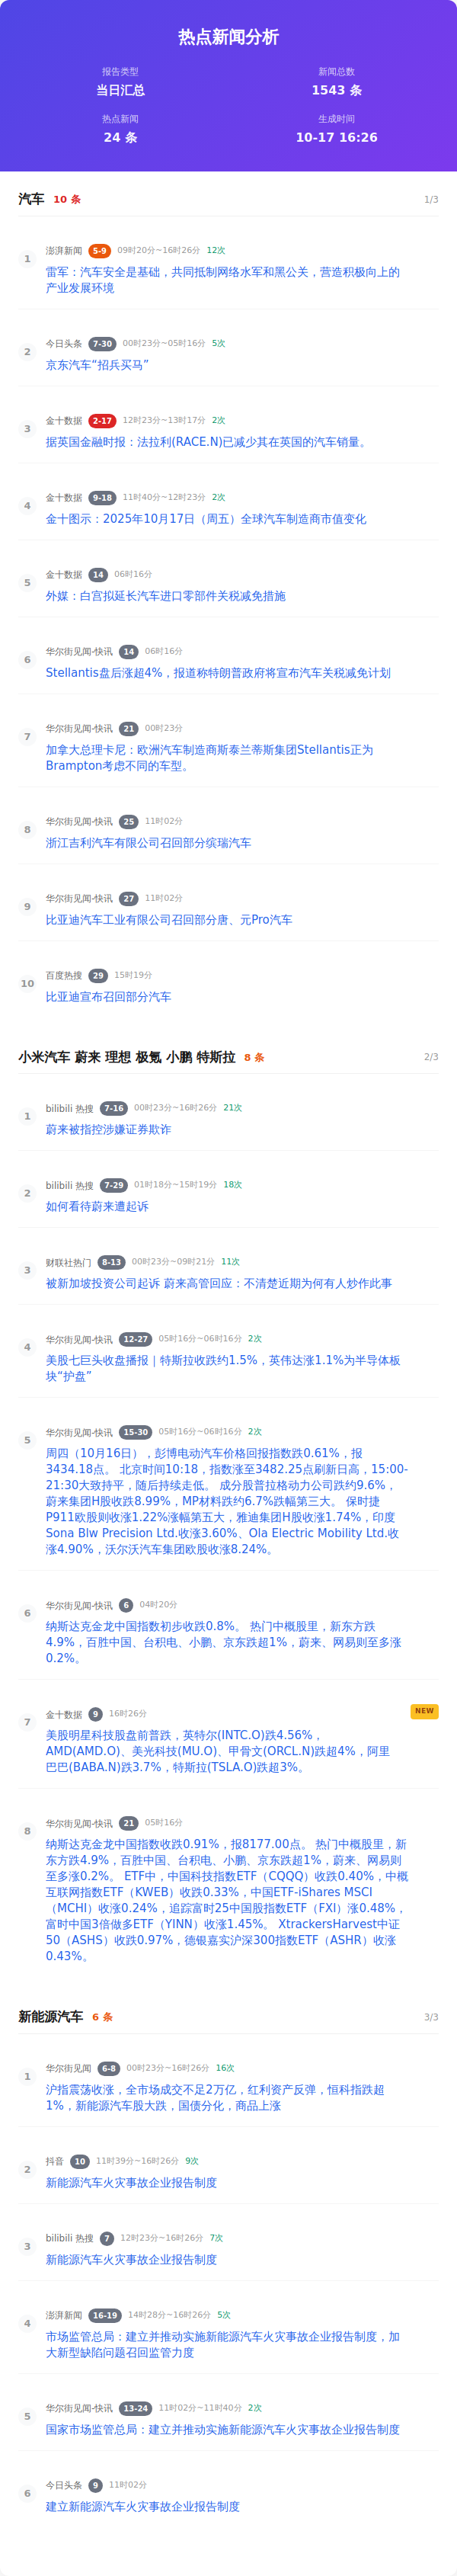 热点新闻分析
报告类型
当日汇总
新闻总数
1543 条
热点新闻
24 条
生成时间
10-17 16:26
汽车 10 条 1/3
1
澎湃新闻 5-9 09时20分~16时26分 12次
雷军：汽车安全是基础，共同抵制网络水军和黑公关，营造积极向上的
产业发展环境
2
今日头条 7-30 00时23分~05时16分 5次
京东汽车“招兵买马”
3
金十数据 2-17 12时23分~13时17分 2次
据英国金融时报：法拉利(RACE.N)已减少其在英国的汽车销量。
4
金十数据 9-18 11时40分~12时23分 2次
金十图示：2025年10月17日（周五）全球汽车制造商市值变化
5
金十数据 14 06时16分
外媒：白宫拟延长汽车进口零部件关税减免措施
6
华尔街见闻-快讯 14 06时16分
Stellantis盘后涨超4%，报道称特朗普政府将宣布汽车关税减免计划
7
华尔街见闻-快讯 21 00时23分
加拿大总理卡尼：欧洲汽车制造商斯泰兰蒂斯集团Stellantis正为
Brampton考虑不同的车型。
8
华尔街见闻-快讯 25 11时02分
浙江吉利汽车有限公司召回部分缤瑞汽车
9
华尔街见闻-快讯 27 11时02分
比亚迪汽车工业有限公司召回部分唐、元Pro汽车
10
百度热搜 29 15时19分
比亚迪宣布召回部分汽车
小米汽车 蔚来 理想 极氪 小鹏 特斯拉 8 条 2/3
1
bilibili 热搜 7-16 00时23分~16时26分 21次
蔚来被指控涉嫌证券欺诈
2
bilibili 热搜 7-29 01时18分~15时19分 18次
如何看待蔚来遭起诉
3
财联社热门 8-13 00时23分~09时21分 11次
被新加坡投资公司起诉 蔚来高管回应：不清楚近期为何有人炒作此事
4
华尔街见闻-快讯 12-27 05时16分~06时16分 2次
美股七巨头收盘播报｜特斯拉收跌约1.5%，英伟达涨1.1%为半导体板
块“护盘”
5
华尔街见闻-快讯 15-30 05时16分~06时16分 2次
周四（10月16日），彭博电动汽车价格回报指数跌0.61%，报
3434.18点。 北京时间10:18，指数涨至3482.25点刷新日高，15:00-
21:30大致持平，随后持续走低。 成分股普拉格动力公司跌约9.6%，
蔚来集团H股收跌8.99%，MP材料跌约6.7%跌幅第三大。 保时捷
P911欧股则收涨1.22%涨幅第五大，雅迪集团H股收涨1.74%，印度
Sona Blw Precision Ltd.收涨3.60%、Ola Electric Mobility Ltd.收
涨4.90%，沃尔沃汽车集团欧股收涨8.24%。
6
华尔街见闻-快讯 6 04时20分
纳斯达克金龙中国指数初步收跌0.8%。 热门中概股里，新东方跌
4.9%，百胜中国、台积电、小鹏、京东跌超1%，蔚来、网易则至多涨
0.2%。
7
金十数据 9 16时26分 NEW
美股明星科技股盘前普跌，英特尔(INTC.O)跌4.56%，
AMD(AMD.O)、美光科技(MU.O)、甲骨文(ORCL.N)跌超4%，阿里
巴巴(BABA.N)跌3.7%，特斯拉(TSLA.O)跌超3%。
8
华尔街见闻-快讯 21 05时16分
纳斯达克金龙中国指数收跌0.91%，报8177.00点。 热门中概股里，新
东方跌4.9%，百胜中国、台积电、小鹏、京东跌超1%，蔚来、网易则
至多涨0.2%。 ETF中，中国科技指数ETF（CQQQ）收跌0.40%，中概
互联网指数ETF（KWEB）收跌0.33%，中国ETF-iShares MSCI
（MCHI）收涨0.24%，追踪富时25中国股指数ETF（FXI）涨0.48%，
富时中国3倍做多ETF（YINN）收涨1.45%。 XtrackersHarvest中证
50（ASHS）收跌0.97%，德银嘉实沪深300指数ETF（ASHR）收涨
0.43%。
新能源汽车 6 条 3/3
1
华尔街见闻 6-8 00时23分~16时26分 16次
沪指震荡收涨，全市场成交不足2万亿，红利资产反弹，恒科指跌超
1%，新能源汽车股大跌，国债分化，商品上涨
2
抖音 10 11时39分~16时26分 9次
新能源汽车火灾事故企业报告制度
3
bilibili 热搜 7 12时23分~16时26分 7次
新能源汽车火灾事故企业报告制度
4
澎湃新闻 16-19 14时28分~16时26分 5次
市场监管总局：建立并推动实施新能源汽车火灾事故企业报告制度，加
大新型缺陷问题召回监管力度
5
华尔街见闻-快讯 13-24 11时02分~11时40分 2次
国家市场监管总局：建立并推动实施新能源汽车火灾事故企业报告制度
6
今日头条 9 11时02分
建立新能源汽车火灾事故企业报告制度